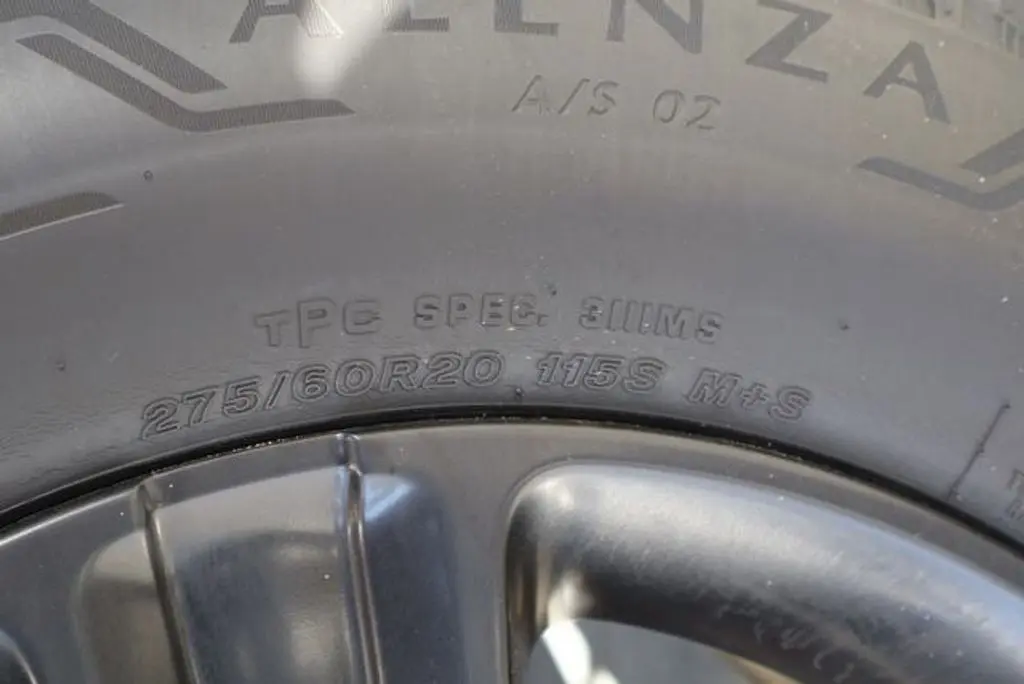 ALENZA
A/S 02
TPC SPEC. 3111MS
275/60R20 115S M+S